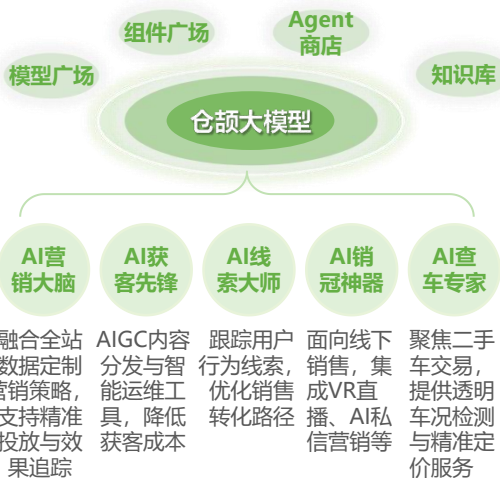 组件广场
Agent
商店
模型广场
知识库
仓颉大模型
AI营
销大脑
AI获
客先锋
AI线
索大师
AI销
冠神器
AI查
车专家
融合全站
数据定制
营销策略，
支持精准
投放与效
果追踪
AIGC内容
分发与智
能运维工
具，降低
获客成本
跟踪用户
行为线索，
优化销售
转化路径
面向线下
销售，集
成VR直
播、AI私
信营销等
聚焦二手
车交易，
提供透明
车况检测
与精准定
价服务